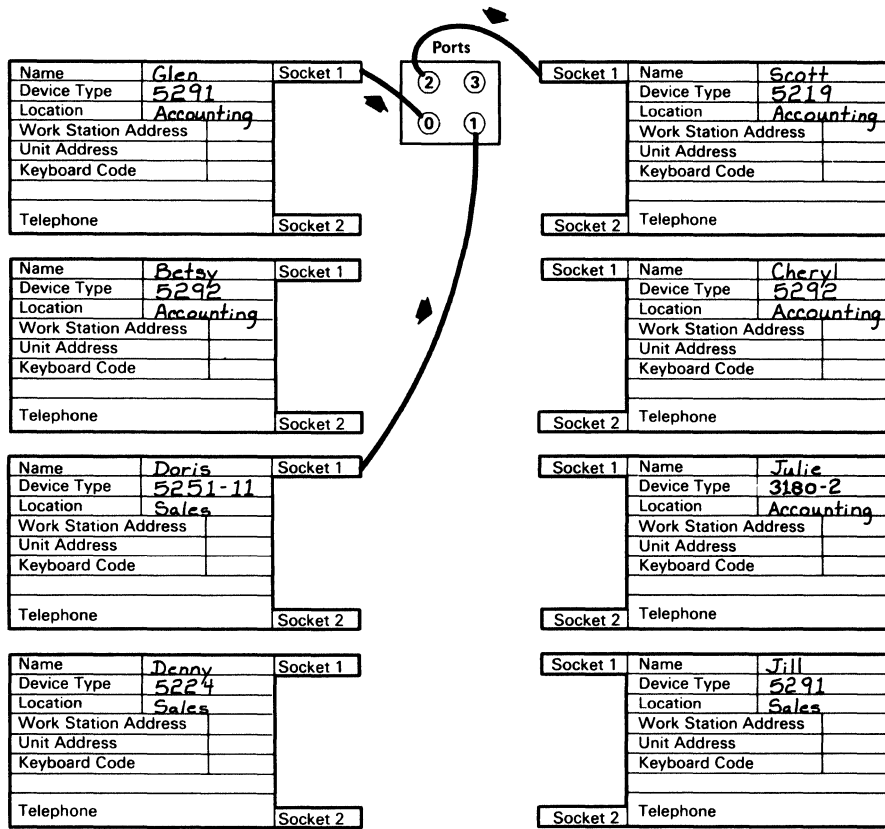 Ports
2 3
0 1
Name Glen Socket 1
Device Type 5291
Location Accounting
Work Station Address
Unit Address
Keyboard Code
Telephone Socket 2
Socket 1 Name Scott
Device Type 5219
Location Accounting
Work Station Address
Unit Address
Keyboard Code
Socket 2 Telephone
Name Betsy Socket 1
Device Type 5292
Location Accounting
Work Station Address
Unit Address
Keyboard Code
Telephone Socket 2
Socket 1 Name Cheryl
Device Type 5292
Location Accounting
Work Station Address
Unit Address
Keyboard Code
Socket 2 Telephone
Name Doris Socket 1
Device Type 5251-11
Location Sales
Work Station Address
Unit Address
Keyboard Code
Telephone Socket 2
Socket 1 Name Julie
Device Type 3180-2
Location Accounting
Work Station Address
Unit Address
Keyboard Code
Socket 2 Telephone
Name Denny Socket 1
Device Type 5224
Location Sales
Work Station Address
Unit Address
Keyboard Code
Telephone Socket 2
Socket 1 Name Jill
Device Type 5291
Location Sales
Work Station Address
Unit Address
Keyboard Code
Socket 2 Telephone